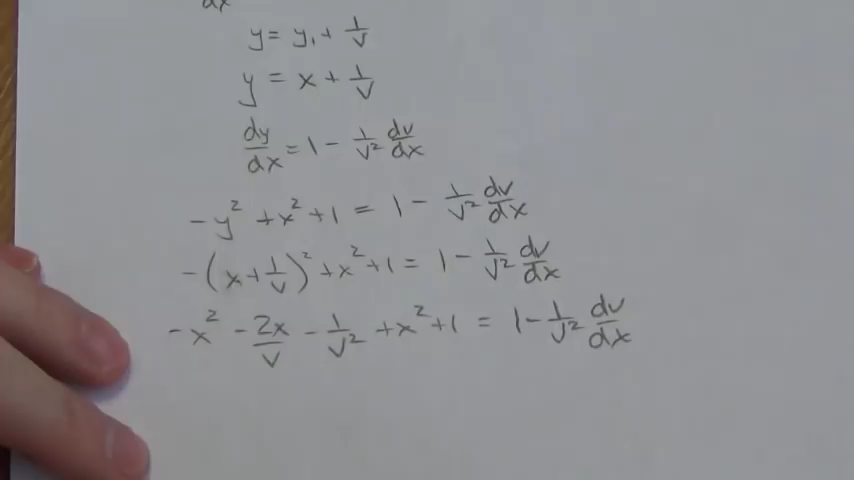 dx
y = y₁ + 1/v
y = x + 1/v
dy/dx = 1 - 1/v² dv/dx
-y² + x² + 1 = 1 - 1/v² dv/dx
-(x + 1/v)² + x² + 1 = 1 - 1/v² dv/dx
-x² - 2x/v - 1/v² + x² + 1 = 1 - 1/v² dv/dx